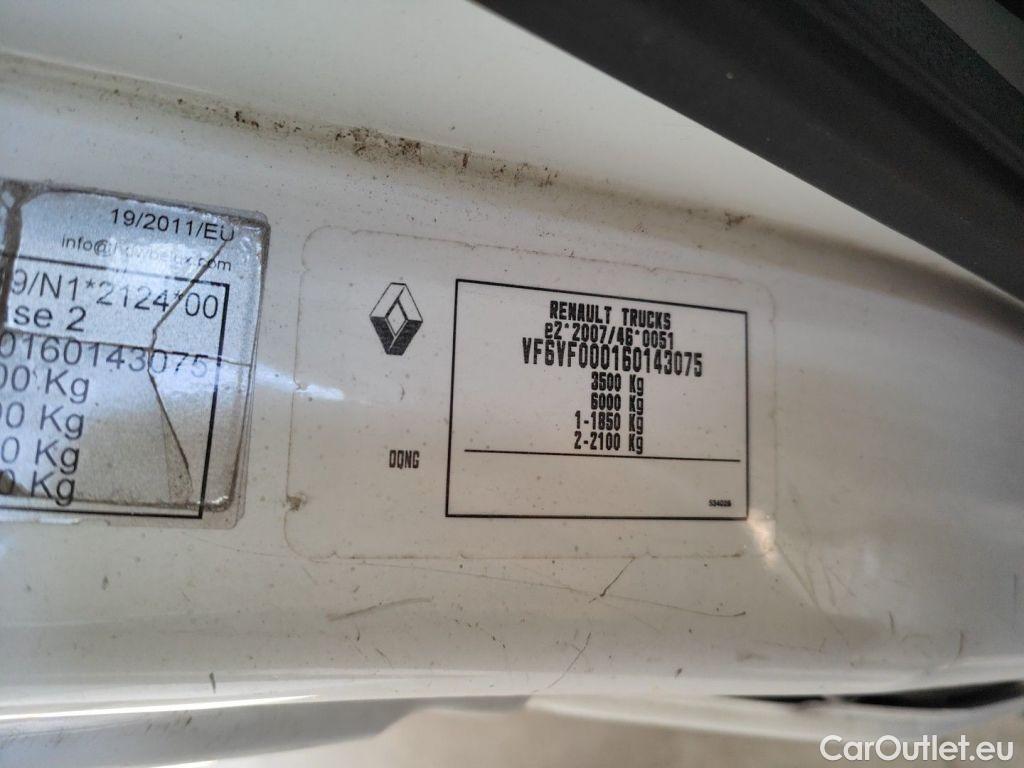 19/2011/EU
9/N1*2124*00
se 2
0160143075
00 Kg
00 Kg
0 Kg
0 Kg
RENAULT TRUCKS
e2*2007/46*0051
VF6VF000160143075
3500 Kg
6000 Kg
1-1850 Kg
2-2100 Kg
DQNG
534026
CarOutlet.eu